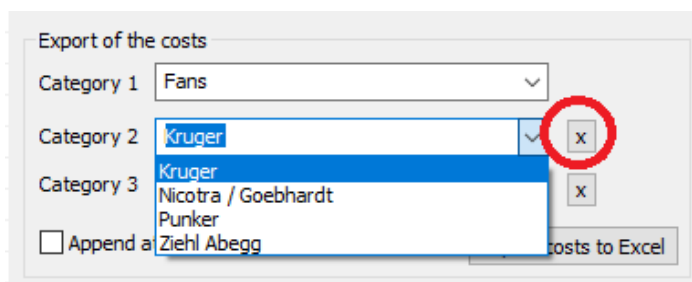 Export of the costs
Category 1 Fans
Category 2 Kruger x
Kruger
Category 3 Nicotra / Goebhardt x
Punker
Append a Ziehl Abegg costs to Excel